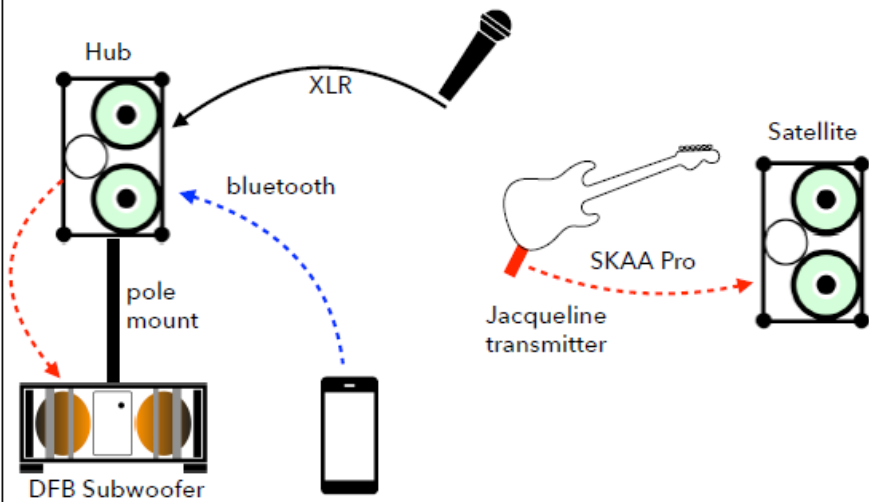 Hub
XLR
Satellite
bluetooth
SKAA Pro
pole
mount
Jacqueline
transmitter
DFB Subwoofer